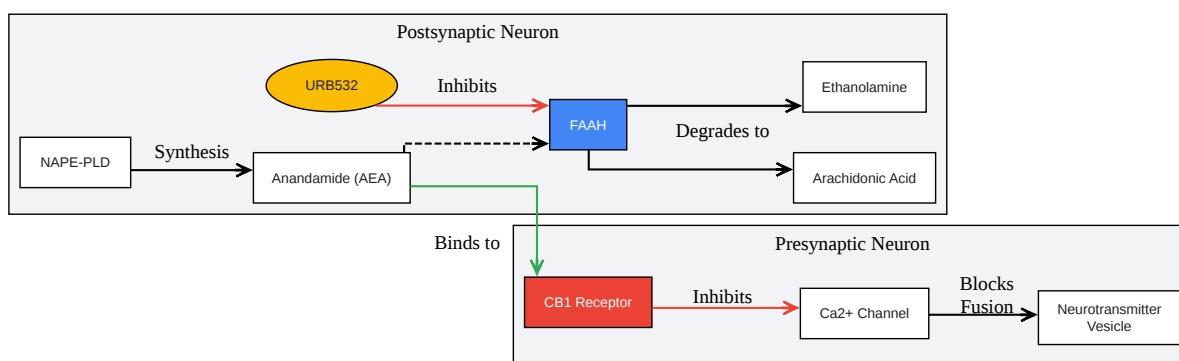 Postsynaptic Neuron
URB532
Inhibits
Ethanolamine
FAAH
Degrades to
NAPE-PLD
Synthesis
Anandamide (AEA)
Arachidonic Acid
Binds to
Presynaptic Neuron
CB1 Receptor
Inhibits
Ca2+ Channel
Blocks
Fusion
Neurotransmitter
Vesicle